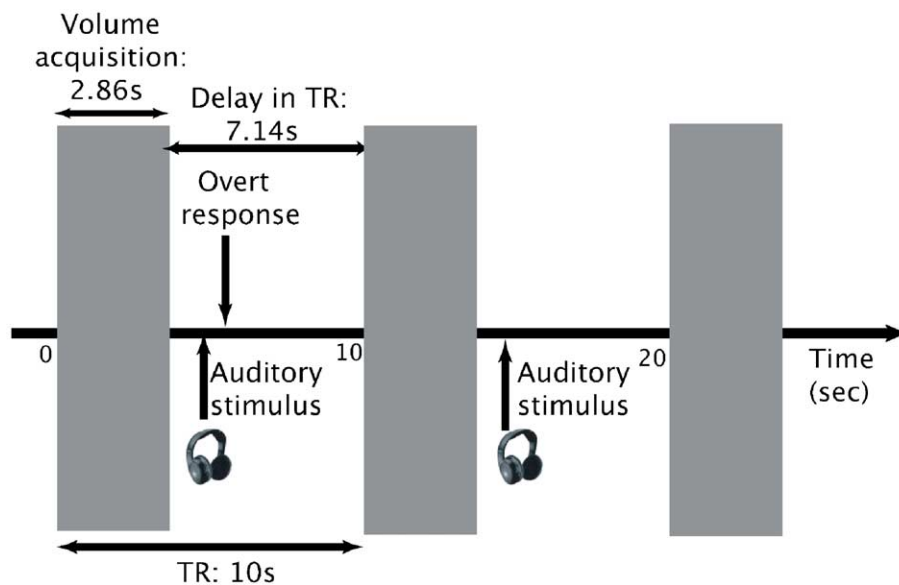 Volume
acquisition:
2.86s
Delay in TR:
7.14s
Overt
response
0
10
20
Time
(sec)
Auditory
stimulus
Auditory
stimulus
TR: 10s